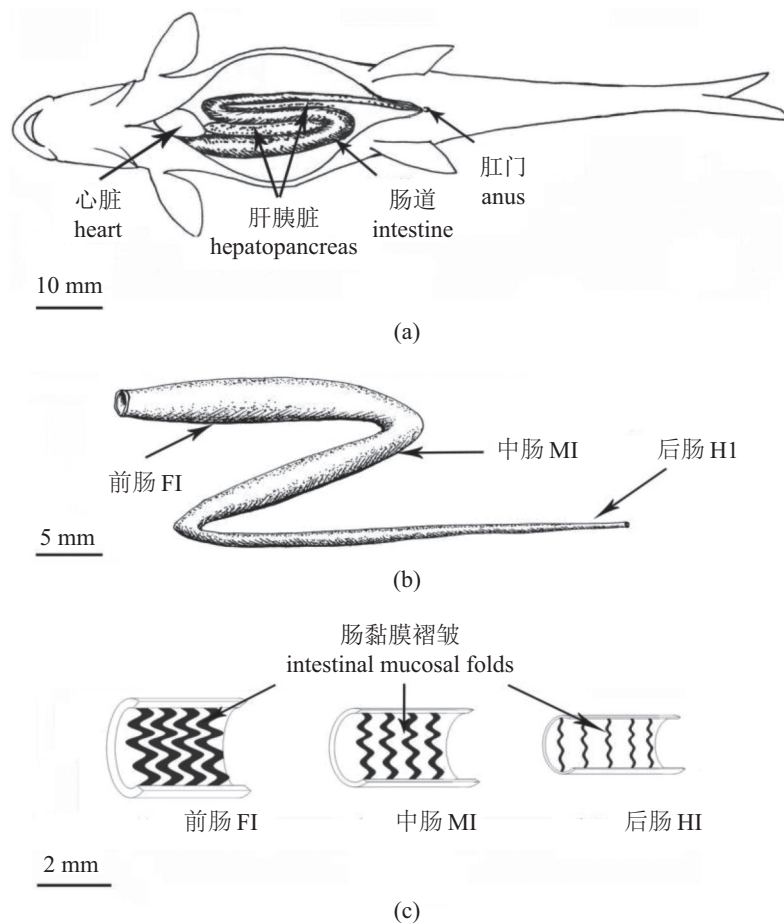 心脏
heart
肝胰脏
hepatopancreas
肠道
intestine
肛门
anus
10 mm
(a)
前肠 FI
中肠 MI
后肠 H1
5 mm
(b)
肠黏膜褶皱
intestinal mucosal folds
前肠 FI
中肠 MI
后肠 HI
2 mm
(c)